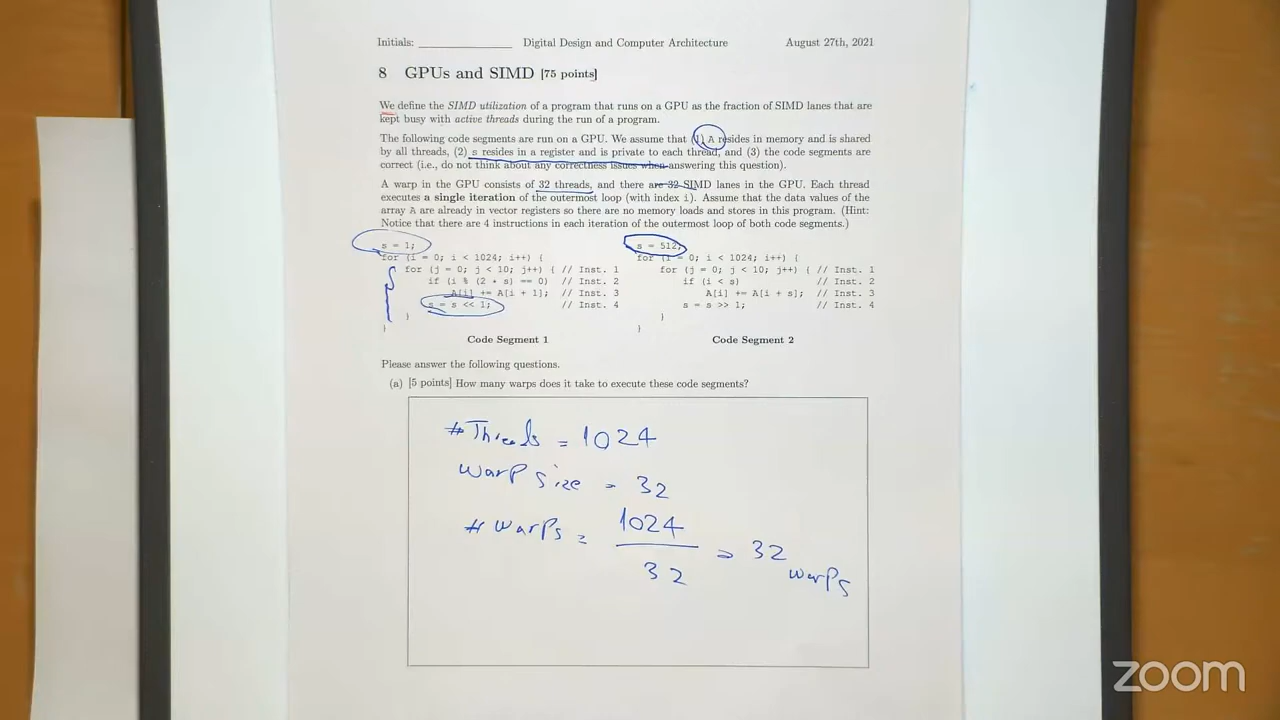 Initials: ______________ Digital Design and Computer Architecture August 27th, 2021
8 GPUs and SIMD [75 points]
We define the SIMD utilization of a program that runs on a GPU as the fraction of SIMD lanes that are
kept busy with active threads during the run of a program.
The following code segments are run on a GPU. We assume that (1) A resides in memory and is shared
by all threads, (2) s resides in a register and is private to each thread, and (3) the code segments are
correct (i.e., do not think about any correctness issues when answering this question).
A warp in the GPU consists of 32 threads, and there are 32 SIMD lanes in the GPU. Each thread
executes a single iteration of the outermost loop (with index i). Assume that the data values of the
array A are already in vector registers so there are no memory loads and stores in this program. (Hint:
Notice that there are 4 instructions in each iteration of the outermost loop of both code segments.)
s = 1;
for (i = 0; i < 1024; i++) {
for (j = 0; j < 10; j++) { // Inst. 1
if (i % (2 * s) == 0) // Inst. 2
A[i] += A[i + 1]; // Inst. 3
s = s << 1; // Inst. 4
}
}
Code Segment 1
s = 512;
for (i = 0; i < 1024; i++) {
for (j = 0; j < 10; j++) { // Inst. 1
if (i < s) // Inst. 2
A[i] += A[i + s]; // Inst. 3
s = s >> 1; // Inst. 4
}
}
Code Segment 2
Please answer the following questions.
(a) [5 points] How many warps does it take to execute these code segments?
#Threads = 1024
warp size = 32
# warps = 1024 / 32 = 32 warps
zoom